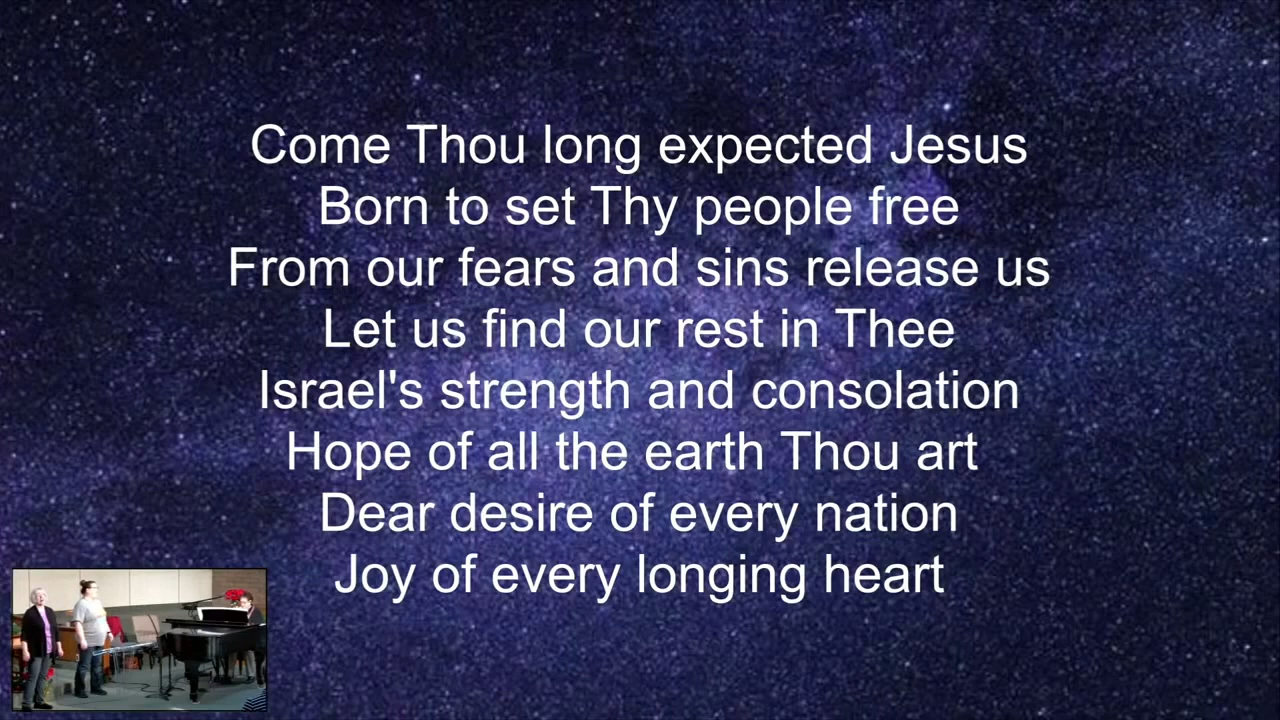 Come Thou long expected Jesus
Born to set Thy people free
From our fears and sins release us
Let us find our rest in Thee
Israel's strength and consolation
Hope of all the earth Thou art
Dear desire of every nation
Joy of every longing heart